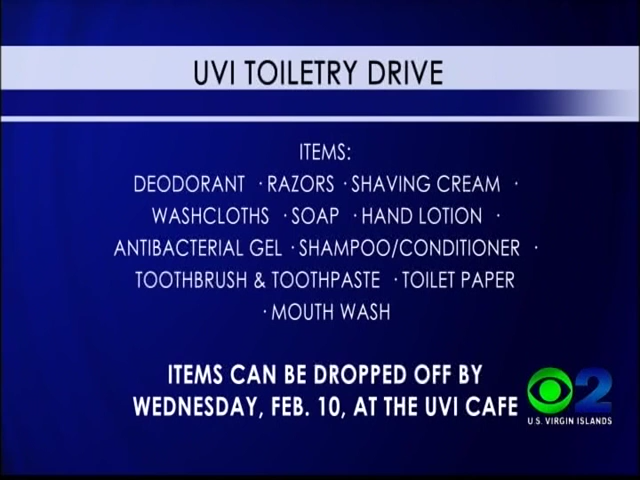 UVI TOILETRY DRIVE
ITEMS:
DEODORANT · RAZORS · SHAVING CREAM ·
WASHCLOTHS · SOAP · HAND LOTION ·
ANTIBACTERIAL GEL · SHAMPOO/CONDITIONER ·
TOOTHBRUSH & TOOTHPASTE · TOILET PAPER
· MOUTH WASH
ITEMS CAN BE DROPPED OFF BY
WEDNESDAY, FEB. 10, AT THE UVI CAFE
2
U.S. VIRGIN ISLANDS